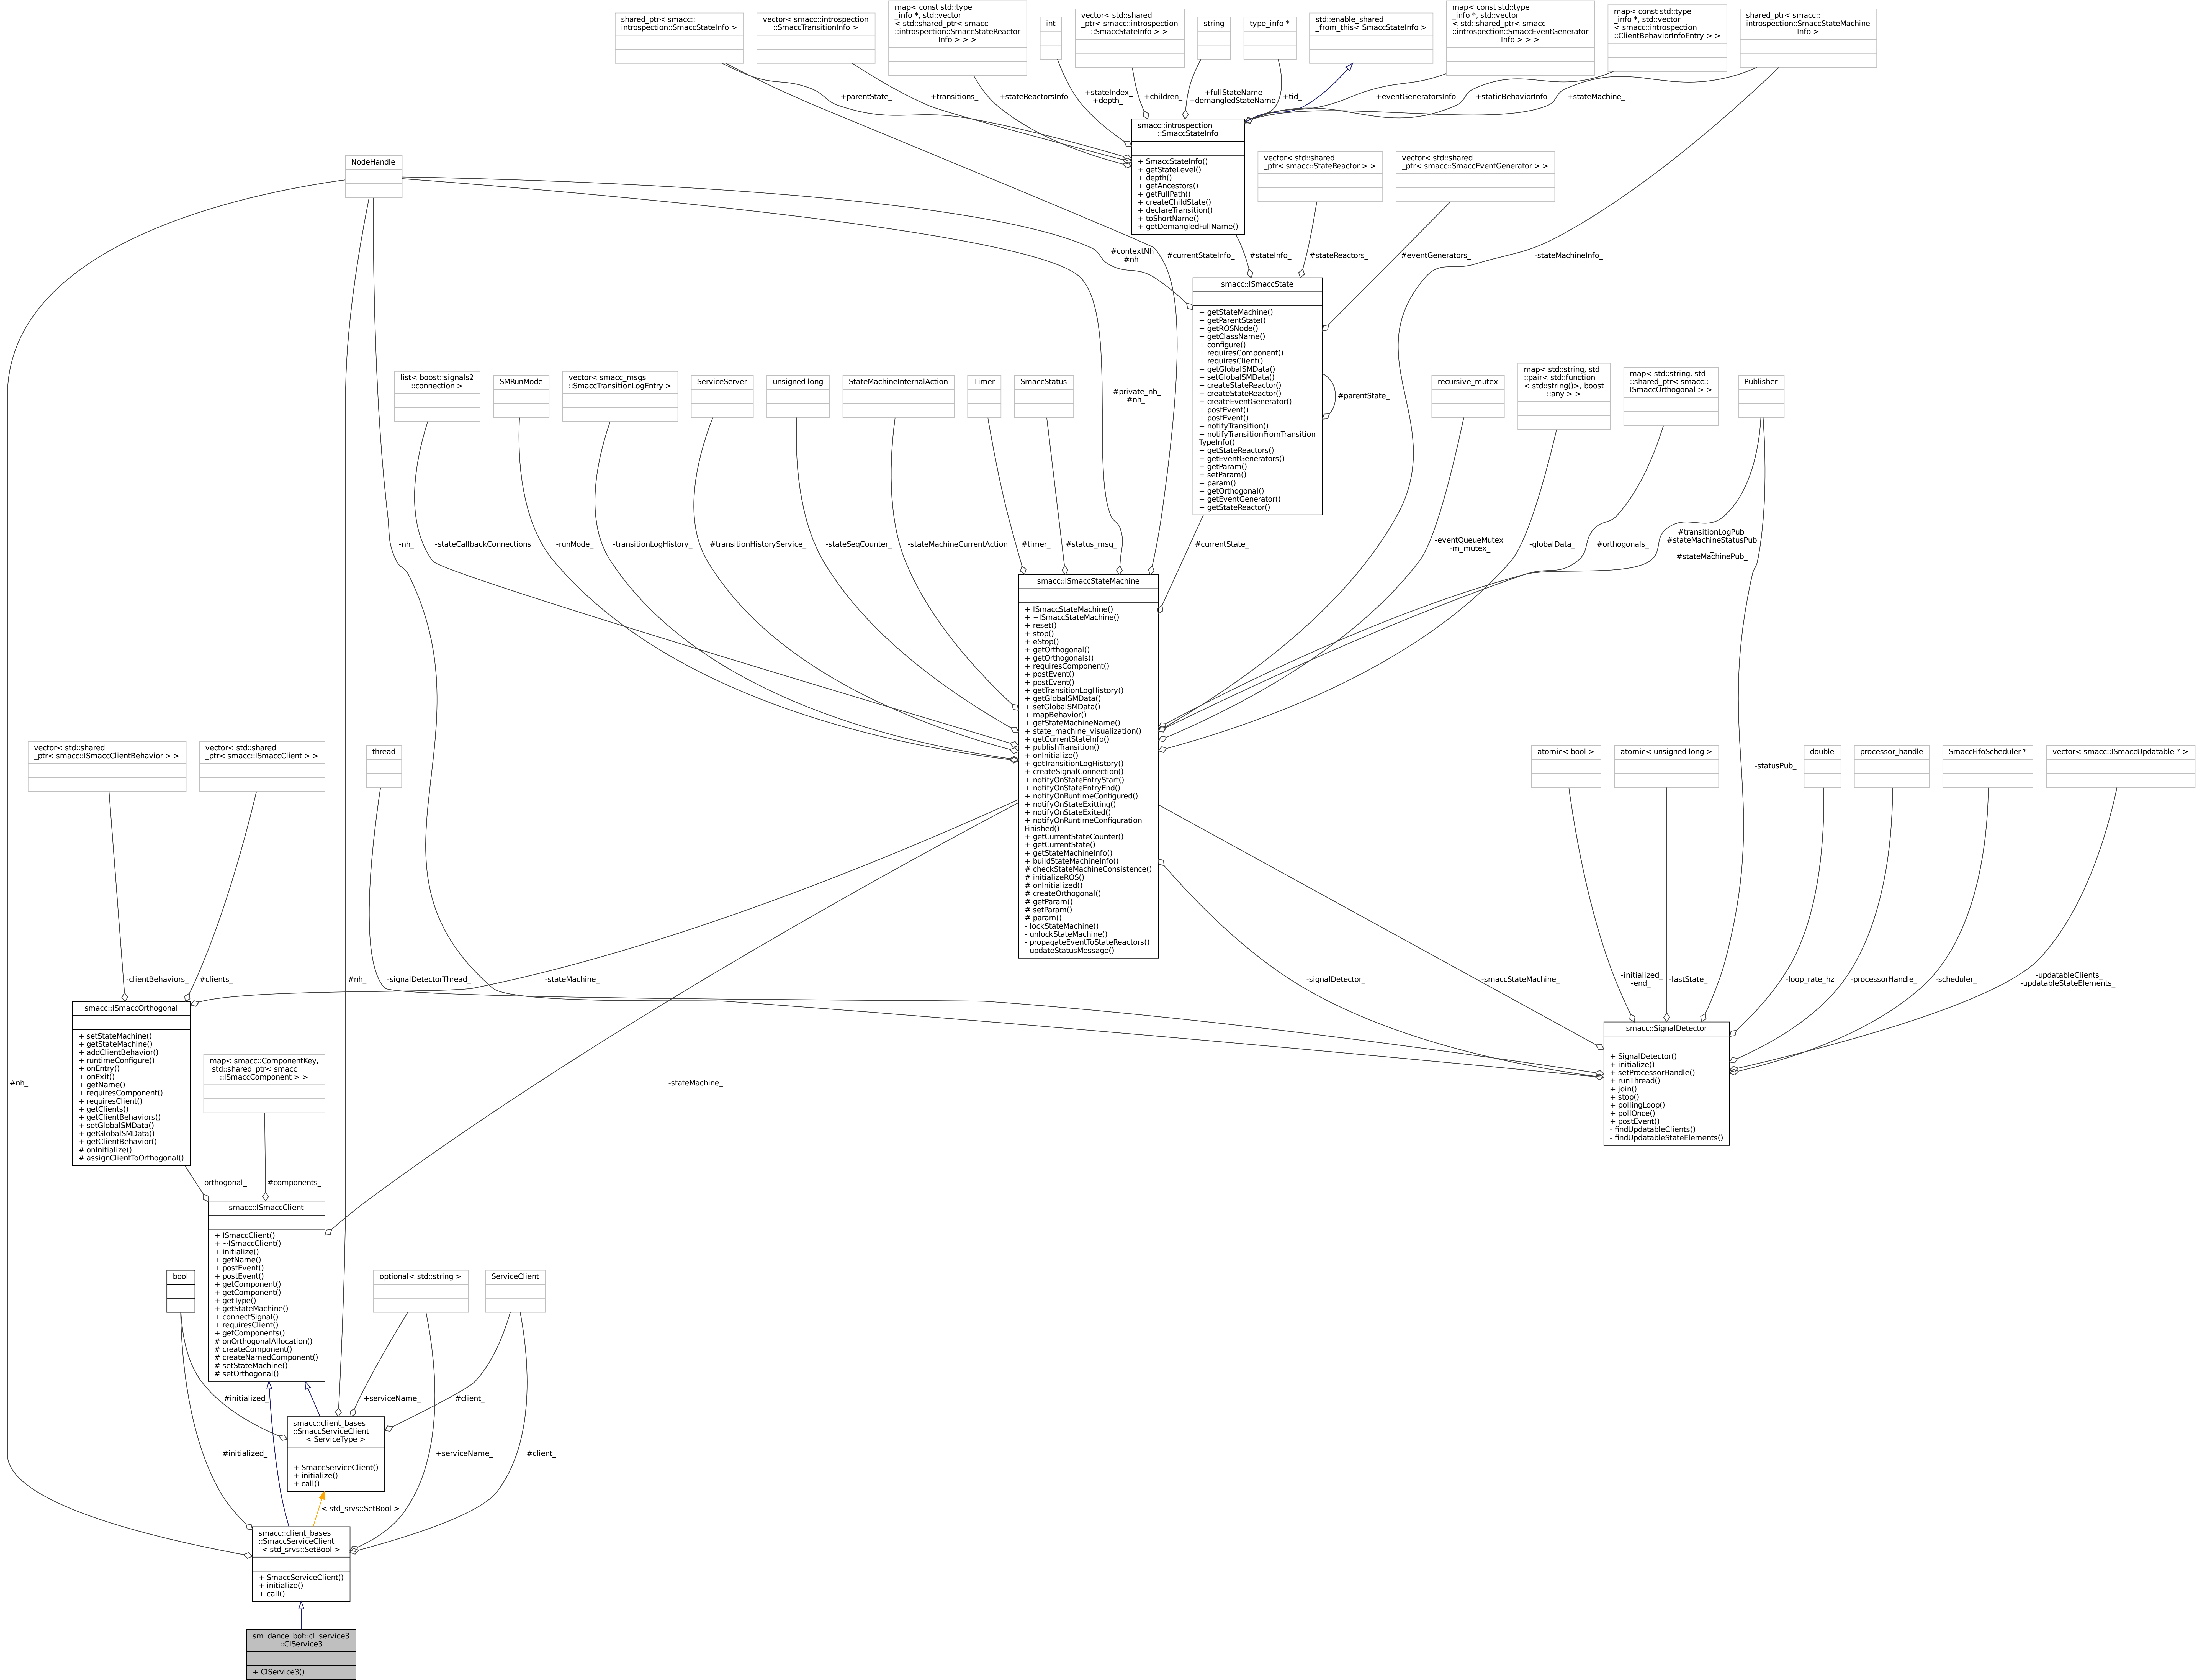 shared_ptr< smacc::
introspection::SmaccStateInfo >
vector< smacc::introspection
::SmaccTransitionInfo >
map< const std::type
_info *, std::vector
< std::shared_ptr< smacc
::introspection::SmaccStateReactor
Info > > >
int
vector< std::shared
_ptr< smacc::introspection
::SmaccStateInfo > >
string
type_info *
std::enable_shared
_from_this< SmaccStateInfo >
map< const std::type
_info *, std::vector
< std::shared_ptr< smacc
::introspection::SmaccEventGenerator
Info > > >
map< const std::type
_info *, std::vector
< smacc::introspection
::ClientBehaviorInfoEntry > >
shared_ptr< smacc::
introspection::SmaccStateMachine
Info >
+parentState_
+transitions_
+stateReactorsInfo
+stateIndex_
+depth_
+children_
+fullStateName
+demangledStateName
+tid_
+eventGeneratorsInfo
+staticBehaviorInfo
+stateMachine_
smacc::introspection
::SmaccStateInfo
+ SmaccStateInfo()
+ getStateLevel()
+ depth()
+ getAncestors()
+ getFullPath()
+ createChildState()
+ declareTransition()
+ toShortName()
+ getDemangledFullName()
NodeHandle
vector< std::shared
_ptr< smacc::StateReactor > >
vector< std::shared
_ptr< smacc::SmaccEventGenerator > >
#contextNh
#nh
#currentStateInfo_
#stateInfo_
#stateReactors_
#eventGenerators_
-stateMachineInfo_
smacc::ISmaccState
+ getStateMachine()
+ getParentState()
+ getROSNode()
+ getClassName()
+ configure()
+ requiresComponent()
+ requiresClient()
+ getGlobalSMData()
+ setGlobalSMData()
+ createStateReactor()
+ createStateReactor()
+ createEventGenerator()
+ postEvent()
+ postEvent()
+ notifyTransition()
+ notifyTransitionFromTransition
TypeInfo()
+ getStateReactors()
+ getEventGenerators()
+ getParam()
+ setParam()
+ param()
+ getOrthogonal()
+ getEventGenerator()
+ getStateReactor()
#parentState_
list< boost::signals2
::connection >
SMRunMode
vector< smacc_msgs
::SmaccTransitionLogEntry >
ServiceServer
unsigned long
StateMachineInternalAction
Timer
SmaccStatus
#private_nh_
#nh_
recursive_mutex
map< std::string, std
::pair< std::function
< std::string()>, boost
::any > >
map< std::string, std
::shared_ptr< smacc::
ISmaccOrthogonal > >
Publisher
-nh_
-stateCallbackConnections
-runMode_
-transitionLogHistory_
#transitionHistoryService_
-stateSeqCounter_
-stateMachineCurrentAction
#timer_
#status_msg_
#currentState_
-eventQueueMutex_
-m_mutex_
-globalData_
#orthogonals_
#transitionLogPub_
#stateMachineStatusPub
_
#stateMachinePub_
smacc::ISmaccStateMachine
+ ISmaccStateMachine()
+ ~ISmaccStateMachine()
+ reset()
+ stop()
+ eStop()
+ getOrthogonal()
+ getOrthogonals()
+ requiresComponent()
+ postEvent()
+ postEvent()
+ getTransitionLogHistory()
+ getGlobalSMData()
+ setGlobalSMData()
+ mapBehavior()
+ getStateMachineName()
+ state_machine_visualization()
+ getCurrentStateInfo()
+ publishTransition()
+ onInitialize()
+ getTransitionLogHistory()
+ createSignalConnection()
+ notifyOnStateEntryStart()
+ notifyOnStateEntryEnd()
+ notifyOnRuntimeConfigured()
+ notifyOnStateExitting()
+ notifyOnStateExited()
+ notifyOnRuntimeConfiguration
Finished()
+ getCurrentStateCounter()
+ getCurrentState()
+ getStateMachineInfo()
+ buildStateMachineInfo()
# checkStateMachineConsistence()
# initializeROS()
# onInitialized()
# createOrthogonal()
# getParam()
# setParam()
# param()
- lockStateMachine()
- unlockStateMachine()
- propagateEventToStateReactors()
- updateStatusMessage()
vector< std::shared
_ptr< smacc::ISmaccClientBehavior > >
vector< std::shared
_ptr< smacc::ISmaccClient > >
thread
-statusPub_
atomic< bool >
atomic< unsigned long >
double
processor_handle
SmaccFifoScheduler *
vector< smacc::ISmaccUpdatable * >
-clientBehaviors_
#clients_
#nh_
-signalDetectorThread_
-stateMachine_
-signalDetector_
-smaccStateMachine_
-initialized_
-end_
-lastState_
-loop_rate_hz
-processorHandle_
-scheduler_
-updatableClients_
-updatableStateElements_
smacc::ISmaccOrthogonal
+ setStateMachine()
+ getStateMachine()
+ addClientBehavior()
+ runtimeConfigure()
+ onEntry()
+ onExit()
+ getName()
+ requiresComponent()
+ requiresClient()
+ getClients()
+ getClientBehaviors()
+ setGlobalSMData()
+ getGlobalSMData()
+ getClientBehavior()
# onInitialize()
# assignClientToOrthogonal()
smacc::SignalDetector
+ SignalDetector()
+ initialize()
+ setProcessorHandle()
+ runThread()
+ join()
+ stop()
+ pollingLoop()
+ pollOnce()
+ postEvent()
- findUpdatableClients()
- findUpdatableStateElements()
map< smacc::ComponentKey,
std::shared_ptr< smacc
::ISmaccComponent > >
#nh_
-stateMachine_
-orthogonal_
#components_
smacc::ISmaccClient
+ ISmaccClient()
+ ~ISmaccClient()
+ initialize()
+ getName()
+ postEvent()
+ postEvent()
+ getComponent()
+ getComponent()
+ getType()
+ getStateMachine()
+ connectSignal()
+ requiresClient()
+ getComponents()
# onOrthogonalAllocation()
# createComponent()
# createNamedComponent()
# setStateMachine()
# setOrthogonal()
bool
optional< std::string >
ServiceClient
#initialized_
+serviceName_
#client_
smacc::client_bases
::SmaccServiceClient
< ServiceType >
+ SmaccServiceClient()
+ initialize()
+ call()
#initialized_
+serviceName_
#client_
< std_srvs::SetBool >
smacc::client_bases
::SmaccServiceClient
< std_srvs::SetBool >
+ SmaccServiceClient()
+ initialize()
+ call()
sm_dance_bot::cl_service3
::ClService3
+ ClService3()